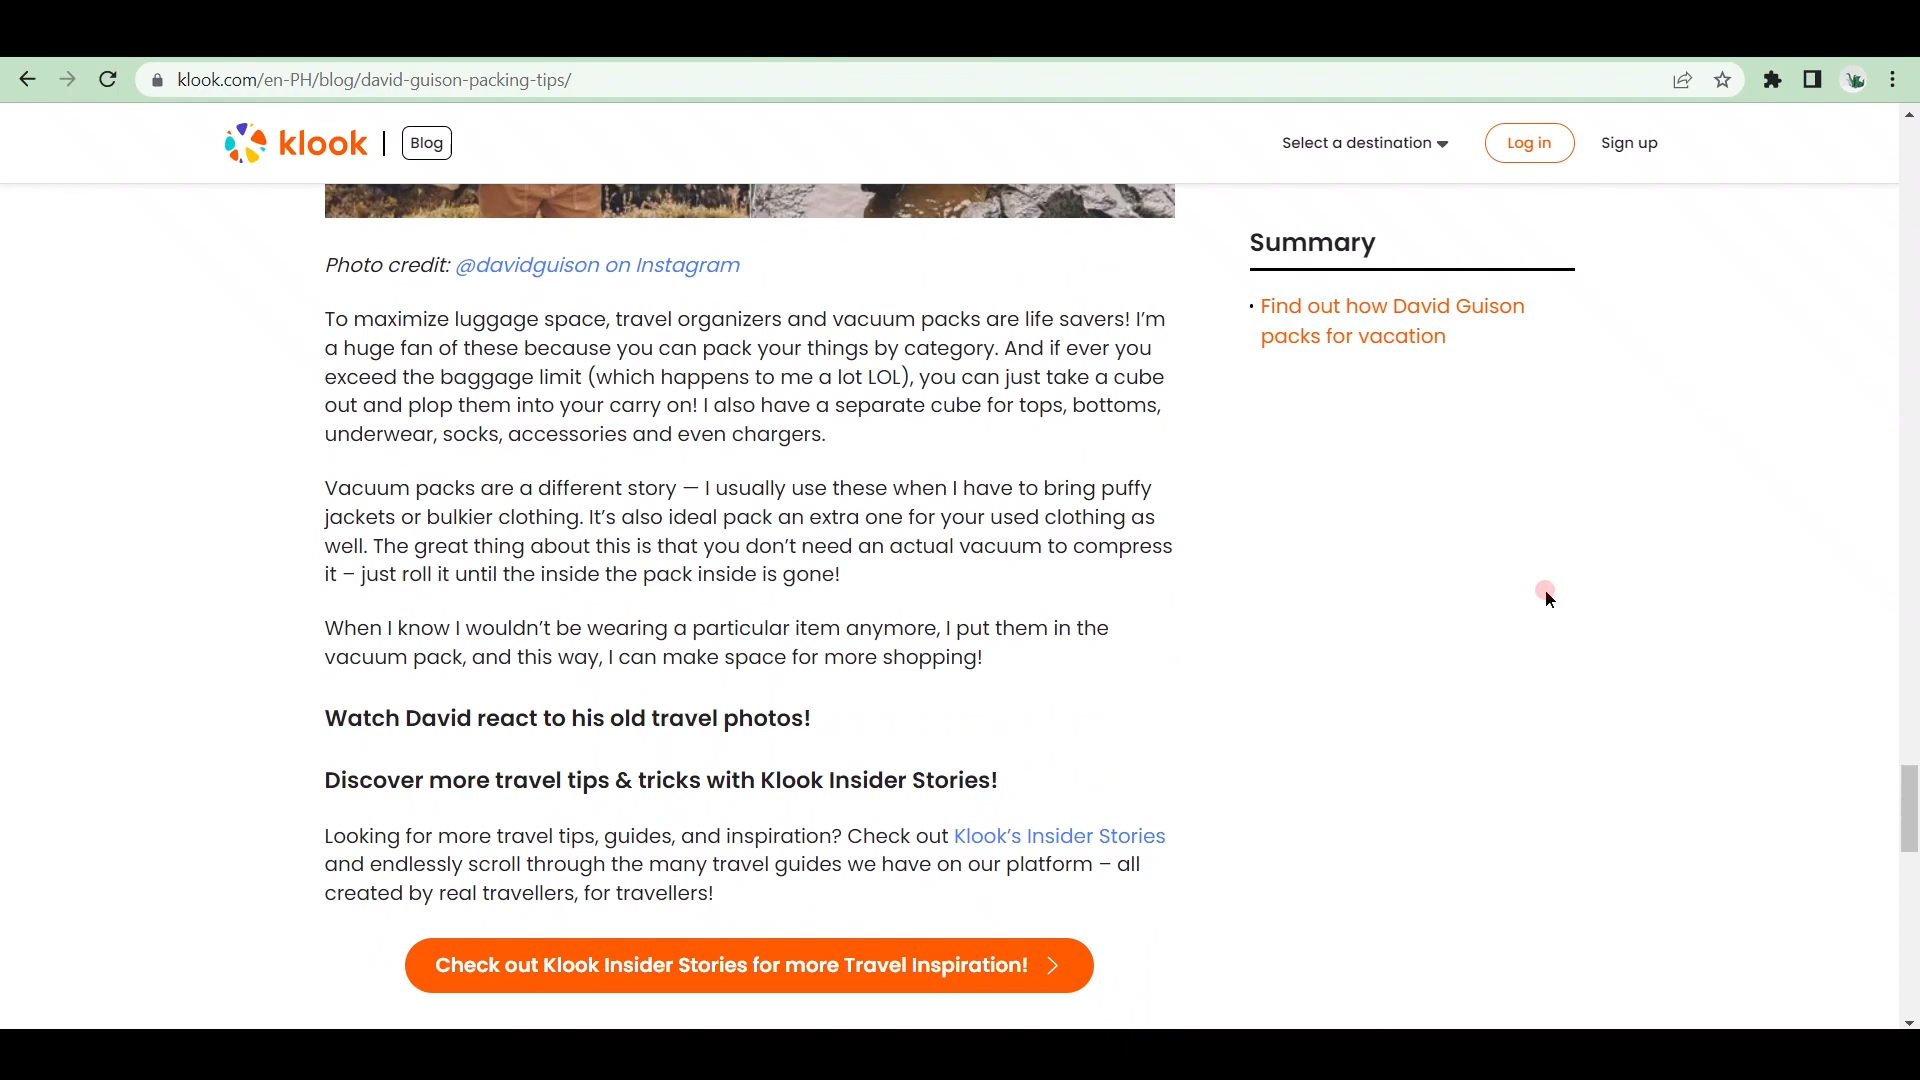 klook.com/en-PH/blog/david-guison-packing-tips/
klook
Blog
Select a destination
Log in
Sign up
Photo credit: @davidguison on Instagram
To maximize luggage space, travel organizers and vacuum packs are life savers! I'm
a huge fan of these because you can pack your things by category. And if ever you
exceed the baggage limit (which happens to me a lot LOL), you can just take a cube
out and plop them into your carry on! I also have a separate cube for tops, bottoms,
underwear, socks, accessories and even chargers.
Vacuum packs are a different story — I usually use these when I have to bring puffy
jackets or bulkier clothing. It's also ideal pack an extra one for your used clothing as
well. The great thing about this is that you don't need an actual vacuum to compress
it – just roll it until the inside the pack inside is gone!
When I know I wouldn't be wearing a particular item anymore, I put them in the
vacuum pack, and this way, I can make space for more shopping!
Watch David react to his old travel photos!
Discover more travel tips & tricks with Klook Insider Stories!
Looking for more travel tips, guides, and inspiration? Check out Klook's Insider Stories
and endlessly scroll through the many travel guides we have on our platform – all
created by real travellers, for travellers!
Check out Klook Insider Stories for more Travel Inspiration!
Summary
Find out how David Guison
packs for vacation